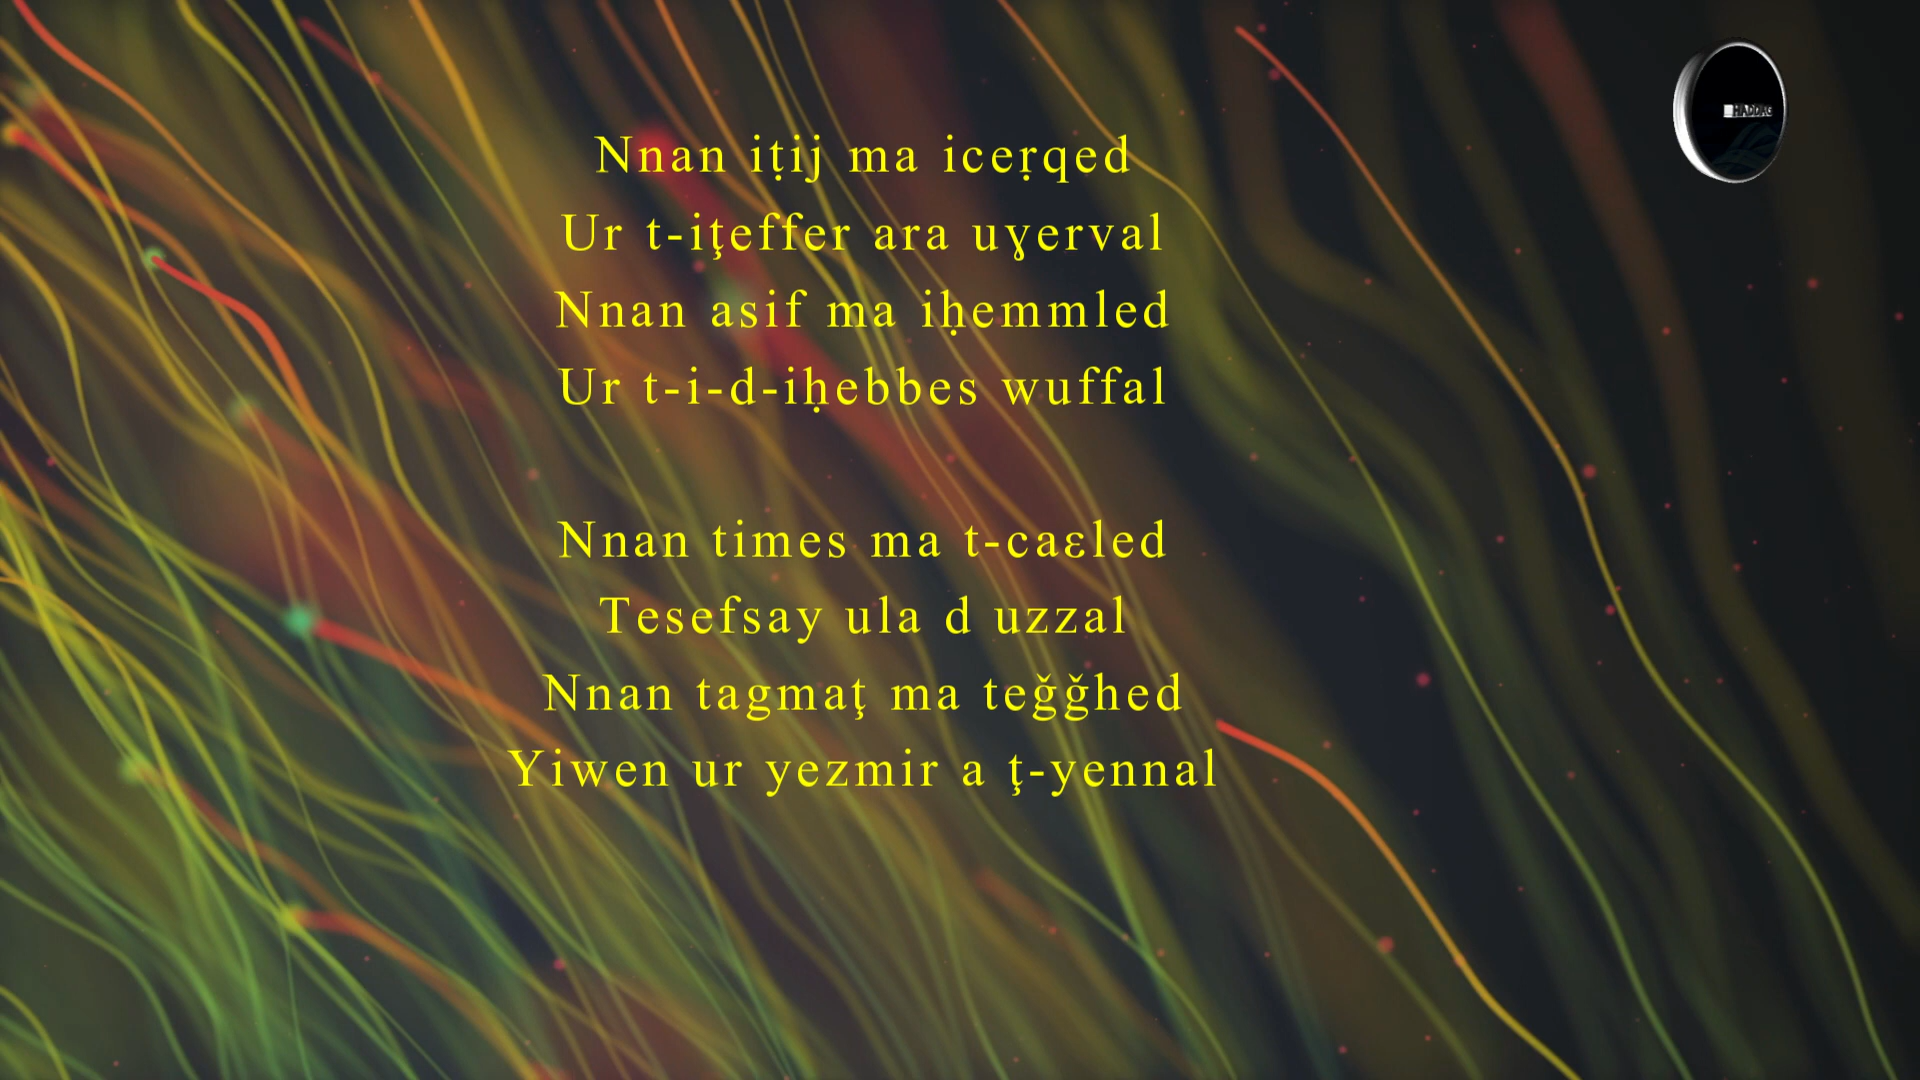 Nnan iṭij ma iceṛqed
Ur t-iţeffer ara uɣerval
Nnan asif ma iḥemmled
Ur t-i-d-iḥebbes wuffal
Nnan times ma t-caɛled
Tesefsay ula d uzzal
Nnan tagmaţ ma teğğhed
Yiwen ur yezmir a ţ-yennal